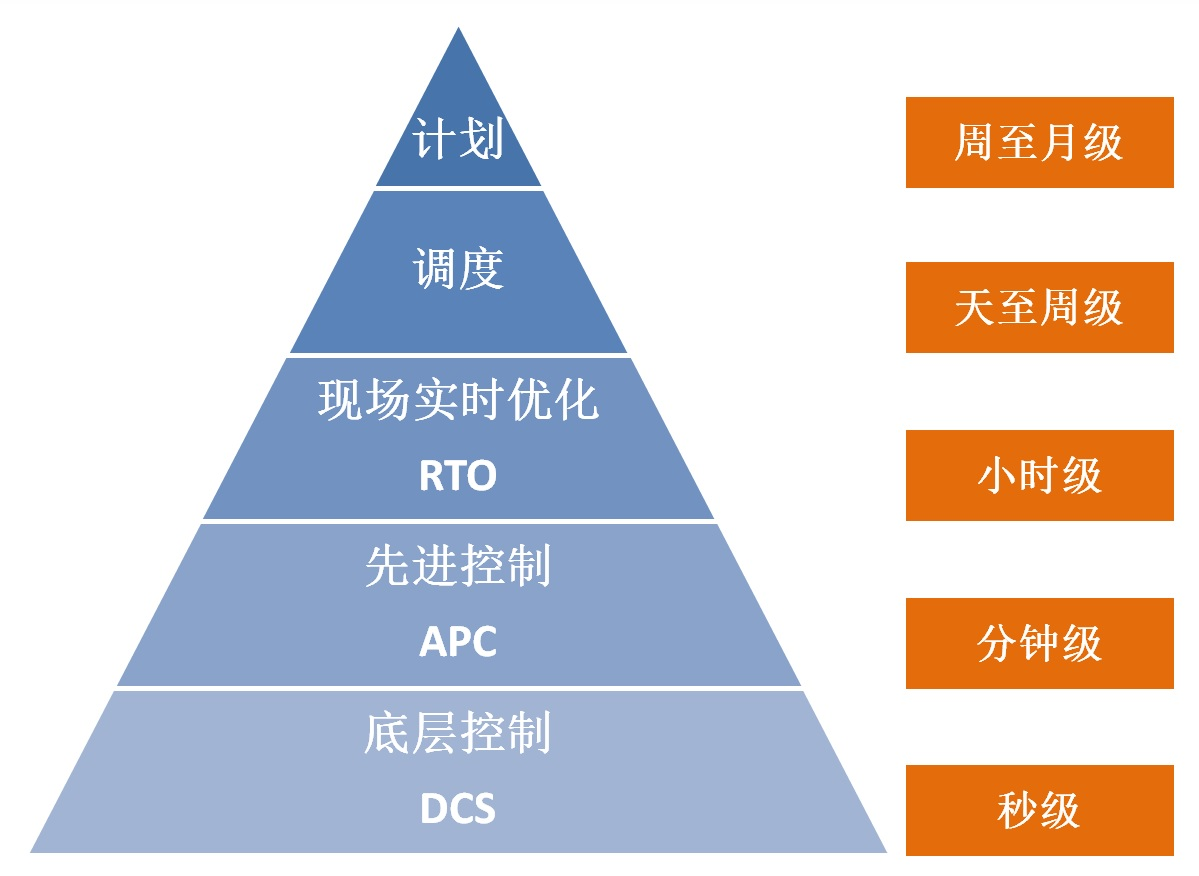 计划
周至月级
调度
天至周级
现场实时优化
RTO
小时级
先进控制
APC
分钟级
底层控制
DCS
秒级